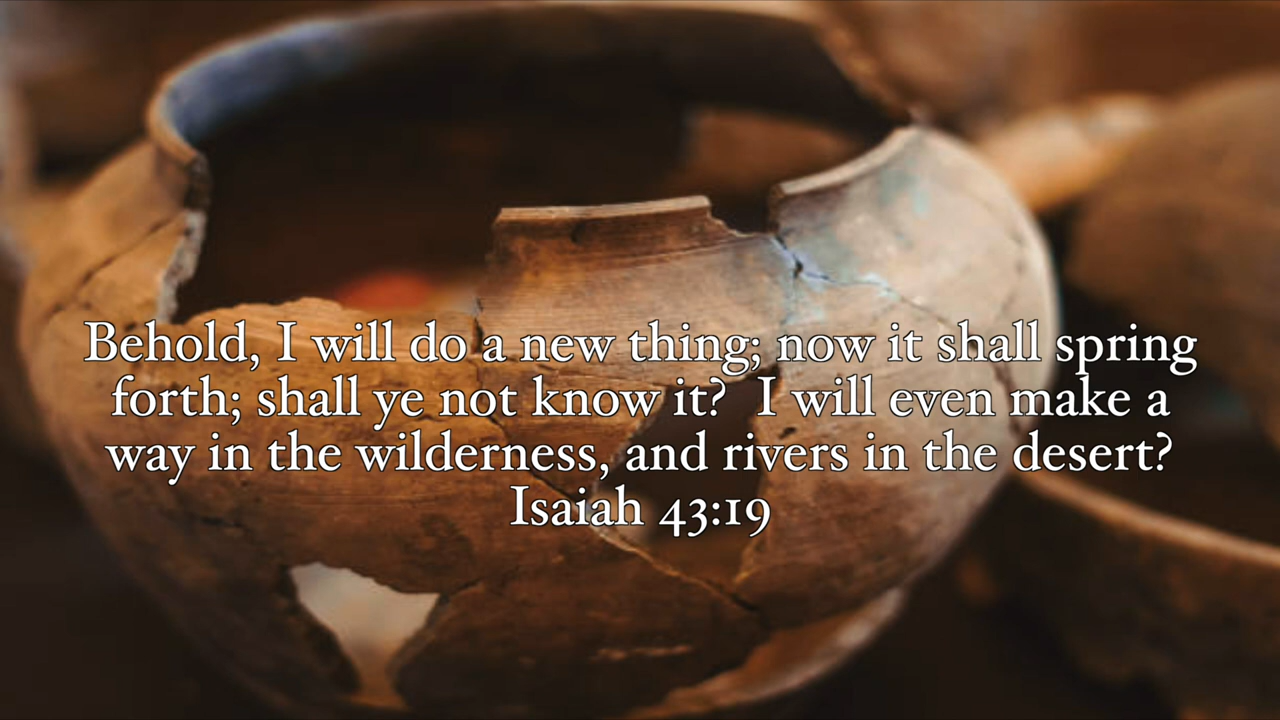 Behold, I will do a new thing; now it shall spring
forth; shall ye not know it?  I will even make a
way in the wilderness, and rivers in the desert?
Isaiah 43:19